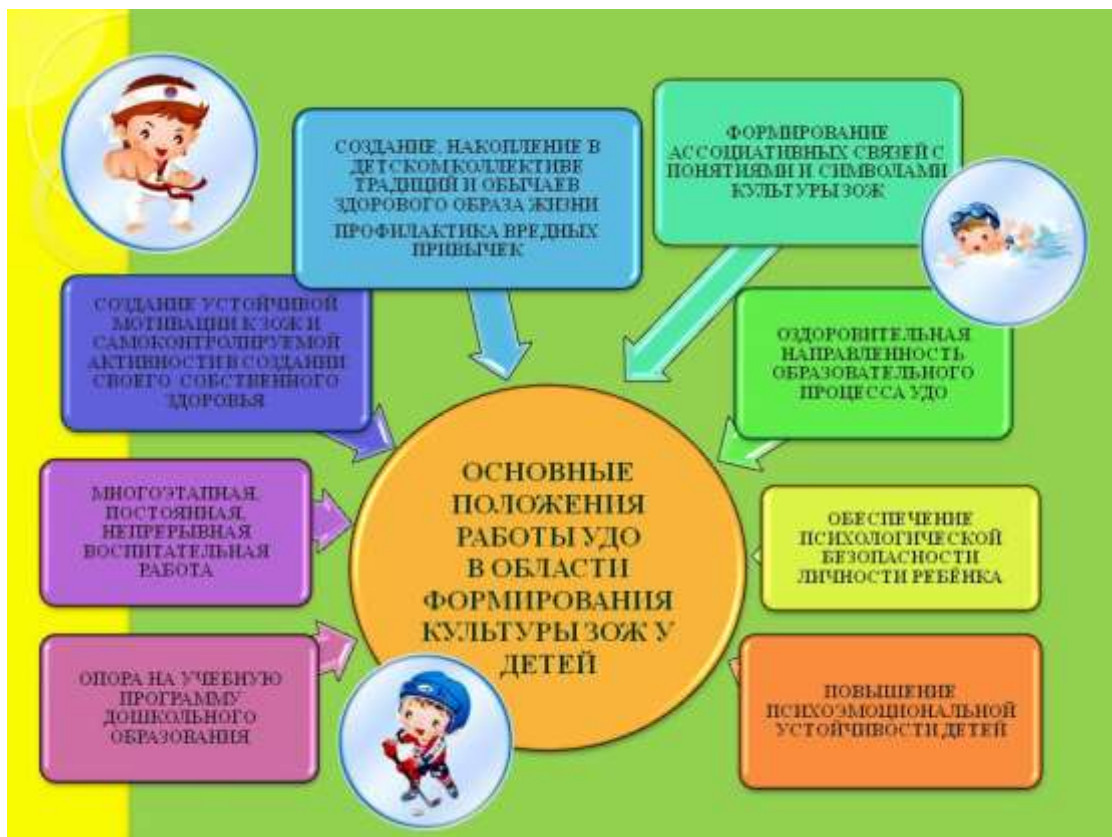 СОЗДАНИЕ, НАКОПЛЕНИЕ В
ДЕТСКОМ КОЛЛЕКТИВЕ
ТРАДИЦИЙ И ОБЫЧАЕВ
ЗДОРОВОГО ОБРАЗА ЖИЗНИ
ПРОФИЛАКТИКА ВРЕДНЫХ
ПРИВЫЧЕК
ФОРМИРОВАНИЕ
АССОЦИАТИВНЫХ СВЯЗЕЙ С
ПОНЯТИЯМИ И СИМВОЛАМИ
КУЛЬТУРЫ ЗОЖ
СОЗДАНИЕ УСТОЙЧИВОЙ
МОТИВАЦИИ К ЗОЖ И
САМОКОНТРОЛИРУЕМОЙ
АКТИВНОСТИ В СОЗДАНИИ
СВОЕГО СОБСТВЕННОГО
ЗДОРОВЬЯ
ОЗДОРОВИТЕЛЬНАЯ
НАПРАВЛЕННОСТЬ
ОБРАЗОВАТЕЛЬНОГО
ПРОЦЕССА УДО
ОСНОВНЫЕ
ПОЛОЖЕНИЯ
РАБОТЫ УДО
В ОБЛАСТИ
ФОРМИРОВАНИЯ
КУЛЬТУРЫ ЗОЖ У
ДЕТЕЙ
МНОГОЭТАПНАЯ,
ПОСТОЯННАЯ,
НЕПРЕРЫВНАЯ
ВОСПИТАТЕЛЬНАЯ
РАБОТА
ОБЕСПЕЧЕНИЕ
ПСИХОЛОГИЧЕСКОЙ
БЕЗОПАСНОСТИ
ЛИЧНОСТИ РЕБЁНКА
ОПОРА НА УЧЕБНУЮ
ПРОГРАММУ
ДОШКОЛЬНОГО
ОБРАЗОВАНИЯ
ПОВЫШЕНИЕ
ПСИХОЭМОЦИОНАЛЬНОЙ
УСТОЙЧИВОСТИ ДЕТЕЙ